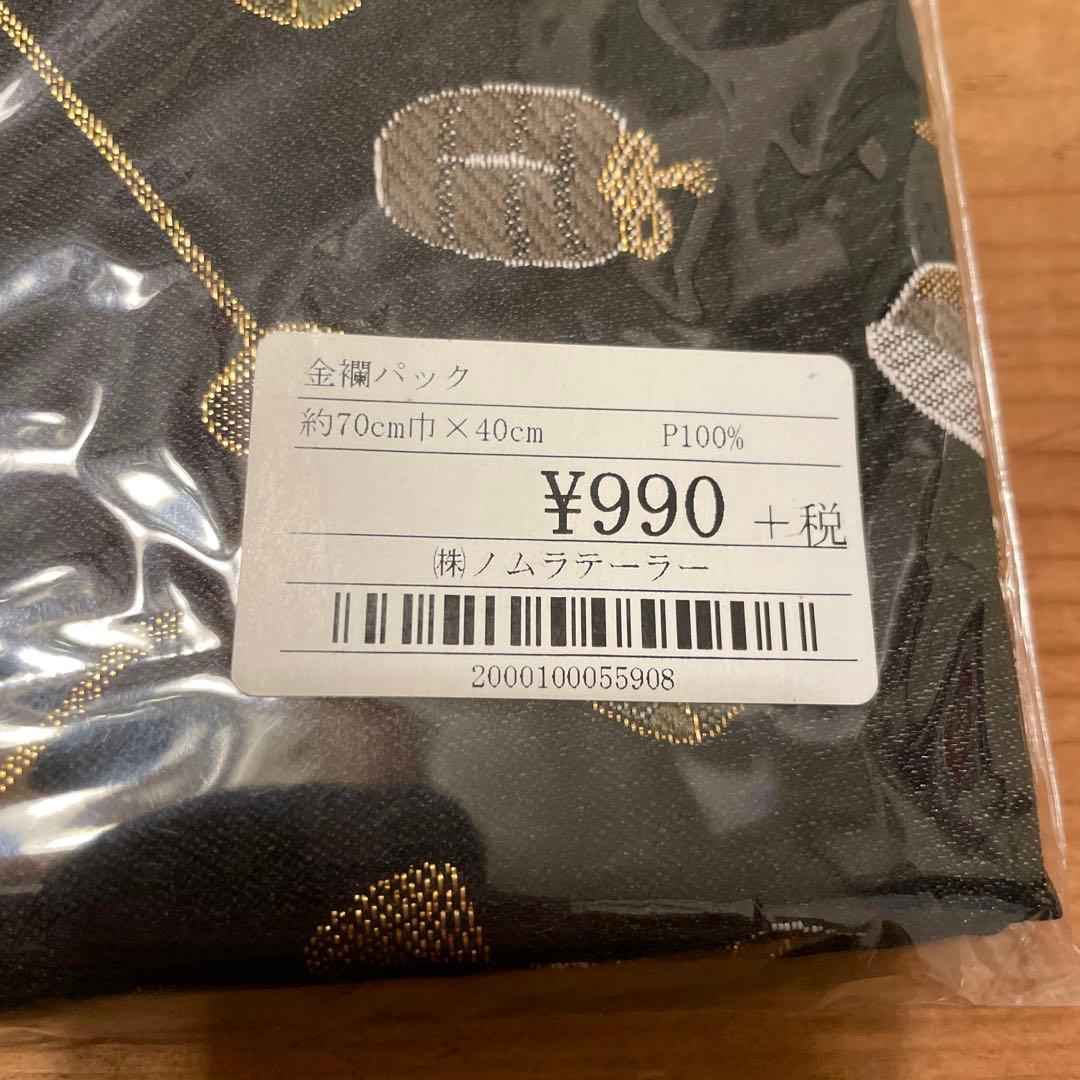 金襴パック
約70cm巾×40cm P100%
¥990 +税
㈱ノムラテーラー
2000100055908